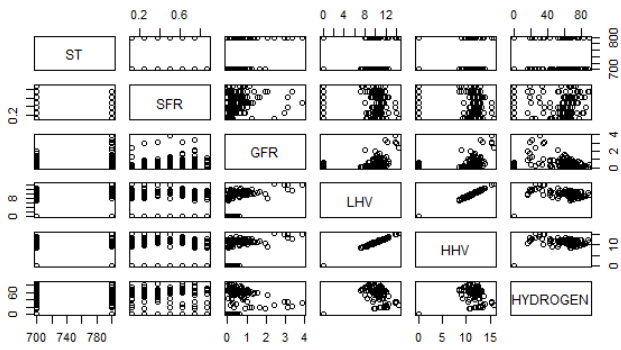 0.2 0.6
0 4 8 12
0 40 80
ST
700 800
0.2
SFR
GFR
0 2 4
0 8
LHV
HHV
0 10
0 60
HYDROGEN
700 740 780
0 1 2 3 4
0 5 10 15